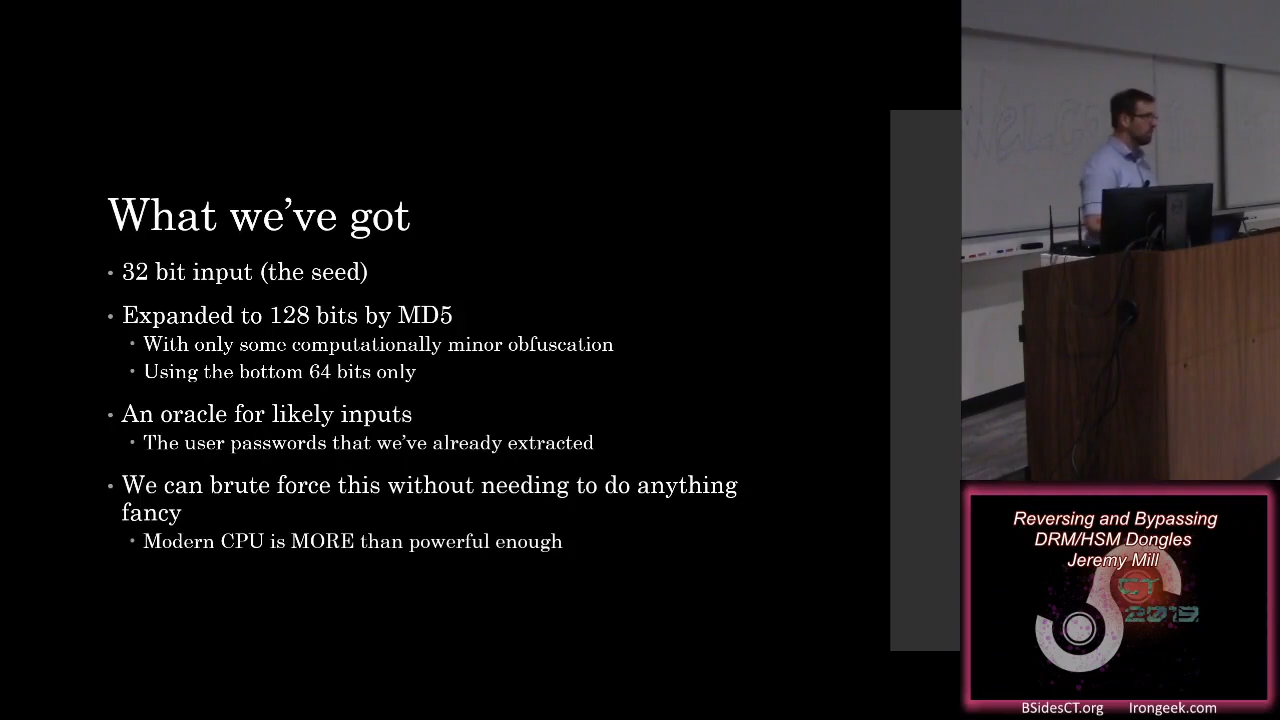 What we've got
• 32 bit input (the seed)
• Expanded to 128 bits by MD5
• With only some computationally minor obfuscation
• Using the bottom 64 bits only
• An oracle for likely inputs
• The user passwords that we've already extracted
• We can brute force this without needing to do anything
fancy
• Modern CPU is MORE than powerful enough
Reversing and Bypassing
DRM/HSM Dongles
Jeremy Mill
CT
2019
BSidesCT.org Irongeek.com